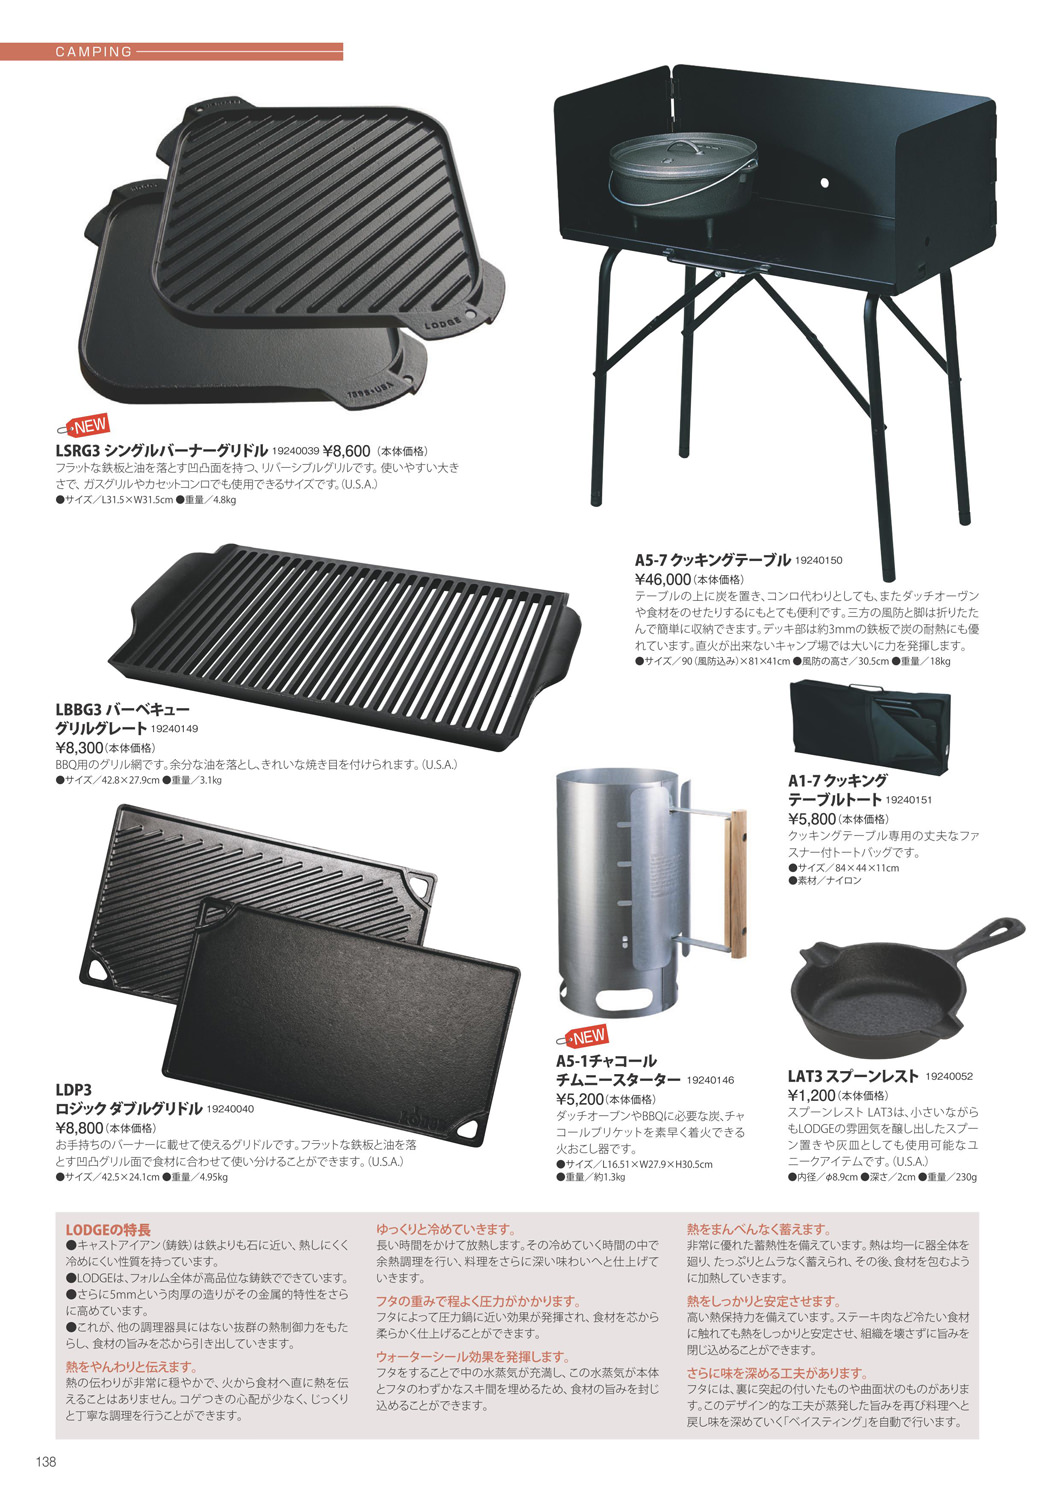 CAMPING
LODGE
1896・USA
NEW
LSRG3 シングルバーナーグリドル 19240039 ¥8,600（本体価格）
フラットな鉄板と油を落とす凹凸面を持つ、リバーシブルグリルです。使いやすい大き
さで、ガスグリルやカセットコンロでも使用できるサイズです。（U.S.A.）
●サイズ／L31.5×W31.5cm ●重量／4.8kg
A5-7 クッキングテーブル 19240150
¥46,000（本体価格）
テーブルの上に炭を置き、コンロ代わりとしても、またダッチオーヴン
や食材をのせたりするにもとても便利です。三方の風防と脚は折りたた
んで簡単に収納できます。デッキ部は約3mmの鉄板で炭の耐熱にも優
れています。直火が出来ないキャンプ場では大いに力を発揮します。
●サイズ／90（風防込み）×81×41cm ●風防の高さ／30.5cm ●重量／18kg
LBBG3 バーベキュー
グリルグレート 19240149
¥8,300（本体価格）
BBQ用のグリル網です。余分な油を落とし、きれいな焼き目を付けられます。（U.S.A.）
●サイズ／42.8×27.9cm ●重量／3.1kg
A1-7 クッキング
テーブルトート 19240151
¥5,800（本体価格）
クッキングテーブル専用の丈夫なファ
スナー付トートバッグです。
●サイズ／84×44×11cm
●素材／ナイロン
LDP3
ロジック ダブルグリドル 19240040
¥8,800（本体価格）
お手持ちのバーナーに載せて使えるグリドルです。フラットな鉄板と油を落
とす凹凸グリル面で食材に合わせて使い分けることができます。（U.S.A.）
●サイズ／42.5×24.1cm ●重量／4.95kg
NEW
A5-1チャコール
チムニースターター 19240146
¥5,200（本体価格）
ダッチオーブンやBBQに必要な炭、チャ
コールブリケットを素早く着火できる
火おこし器です。
●サイズ／L16.51×W27.9×H30.5cm
●重量／約1.3kg
LAT3 スプーンレスト 19240052
¥1,200（本体価格）
スプーンレスト LAT3は、小さいながら
もLODGEの雰囲気を醸し出したスプー
ン置きや灰皿としても使用可能なユ
ニークアイテムです。（U.S.A.）
●内径／φ8.9cm ●深さ／2cm ●重量／230g
LODGEの特長
●キャストアイアン（鋳鉄）は鉄よりも石に近い、熱しにくく
冷めにくい性質を持っています。
●LODGEは、フォルム全体が高品位な鋳鉄でできています。
●さらに5mmという肉厚の造りがその金属的特性をさら
に高めています。
●これが、他の調理器具にはない抜群の熱制御力をもた
らし、食材の旨みを芯から引き出していきます。
熱をやんわりと伝えます。
熱の伝わりが非常に穏やかで、火から食材へ直に熱を伝
えることはありません。コゲつきの心配が少なく、じっくり
と丁寧な調理を行うことができます。
ゆっくりと冷めていきます。
長い時間をかけて放熱します。その冷めていく時間の中で
余熱調理を行い、料理をさらに深い味わいへと仕上げて
いきます。
フタの重みで程よく圧力がかかります。
フタによって圧力鍋に近い効果が発揮され、食材を芯から
柔らかく仕上げることができます。
ウォーターシール効果を発揮します。
フタをすることで中の水蒸気が充満し、この水蒸気が本体
とフタのわずかなスキ間を埋めるため、食材の旨みを封じ
込めることができます。
熱をまんべんなく蓄えます。
非常に優れた蓄熱性を備えています。熱は均一に器全体を
廻り、たっぷりとムラなく蓄えられ、その後、食材を包むよう
に加熱していきます。
熱をしっかりと安定させます。
高い熱保持力を備えています。ステーキ肉など冷たい食材
に触れても熱をしっかりと安定させ、組織を壊さずに旨みを
閉じ込めることができます。
さらに味を深める工夫があります。
フタには、裏に突起の付いたものや曲面状のものがありま
す。このデザイン的な工夫が蒸発した旨みを再び料理へと
戻し味を深めていく「ベイスティング」を自動で行います。
138